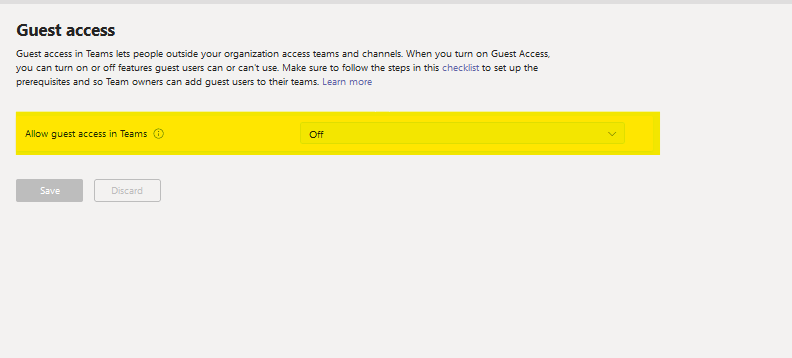 Guest access
Guest access in Teams lets people outside your organization access teams and channels. When you turn on Guest Access,
you can turn on or off features guest users can or can't use. Make sure to follow the steps in this checklist to set up the
prerequisites and so Team owners can add guest users to their teams. Learn more
Allow guest access in Teams Off
Save Discard